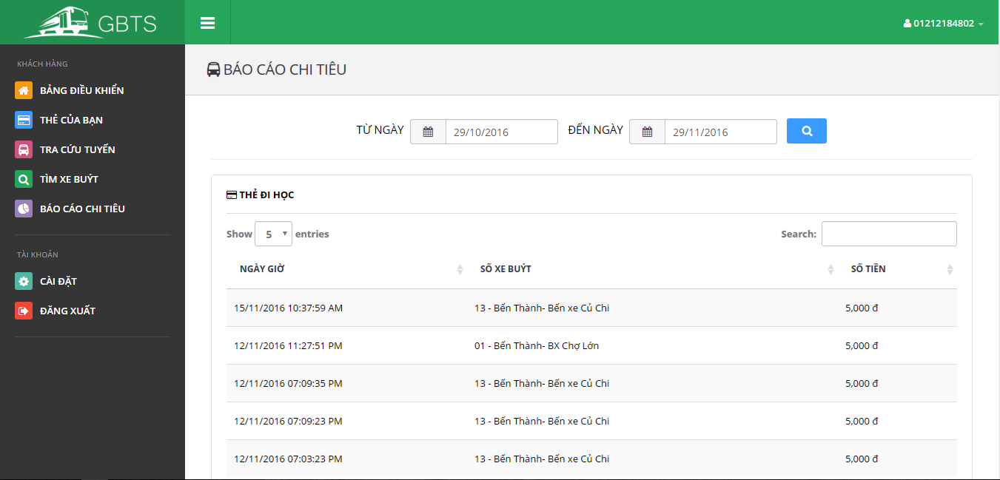 GBTS
01212184802
KHÁCH HÀNG
BẢNG ĐIỀU KHIỂN
THẺ CỦA BẠN
TRA CỨU TUYẾN
TÌM XE BUÝT
BÁO CÁO CHI TIÊU
TÀI KHOẢN
CÀI ĐẶT
ĐĂNG XUẤT
BÁO CÁO CHI TIÊU
TỪ NGÀY 29/10/2016 ĐẾN NGÀY 29/11/2016
THẺ ĐI HỌC
Show 5 entries Search:
NGÀY GIỜ SỐ XE BUÝT SỐ TIỀN
15/11/2016 10:37:59 AM 13 - Bến Thành- Bến xe Củ Chi 5,000 đ
12/11/2016 11:27:51 PM 01 - Bến Thành- BX Chợ Lớn 5,000 đ
12/11/2016 07:09:35 PM 13 - Bến Thành- Bến xe Củ Chi 5,000 đ
12/11/2016 07:09:23 PM 13 - Bến Thành- Bến xe Củ Chi 5,000 đ
12/11/2016 07:03:23 PM 13 - Bến Thành- Bến xe Củ Chi 5,000 đ